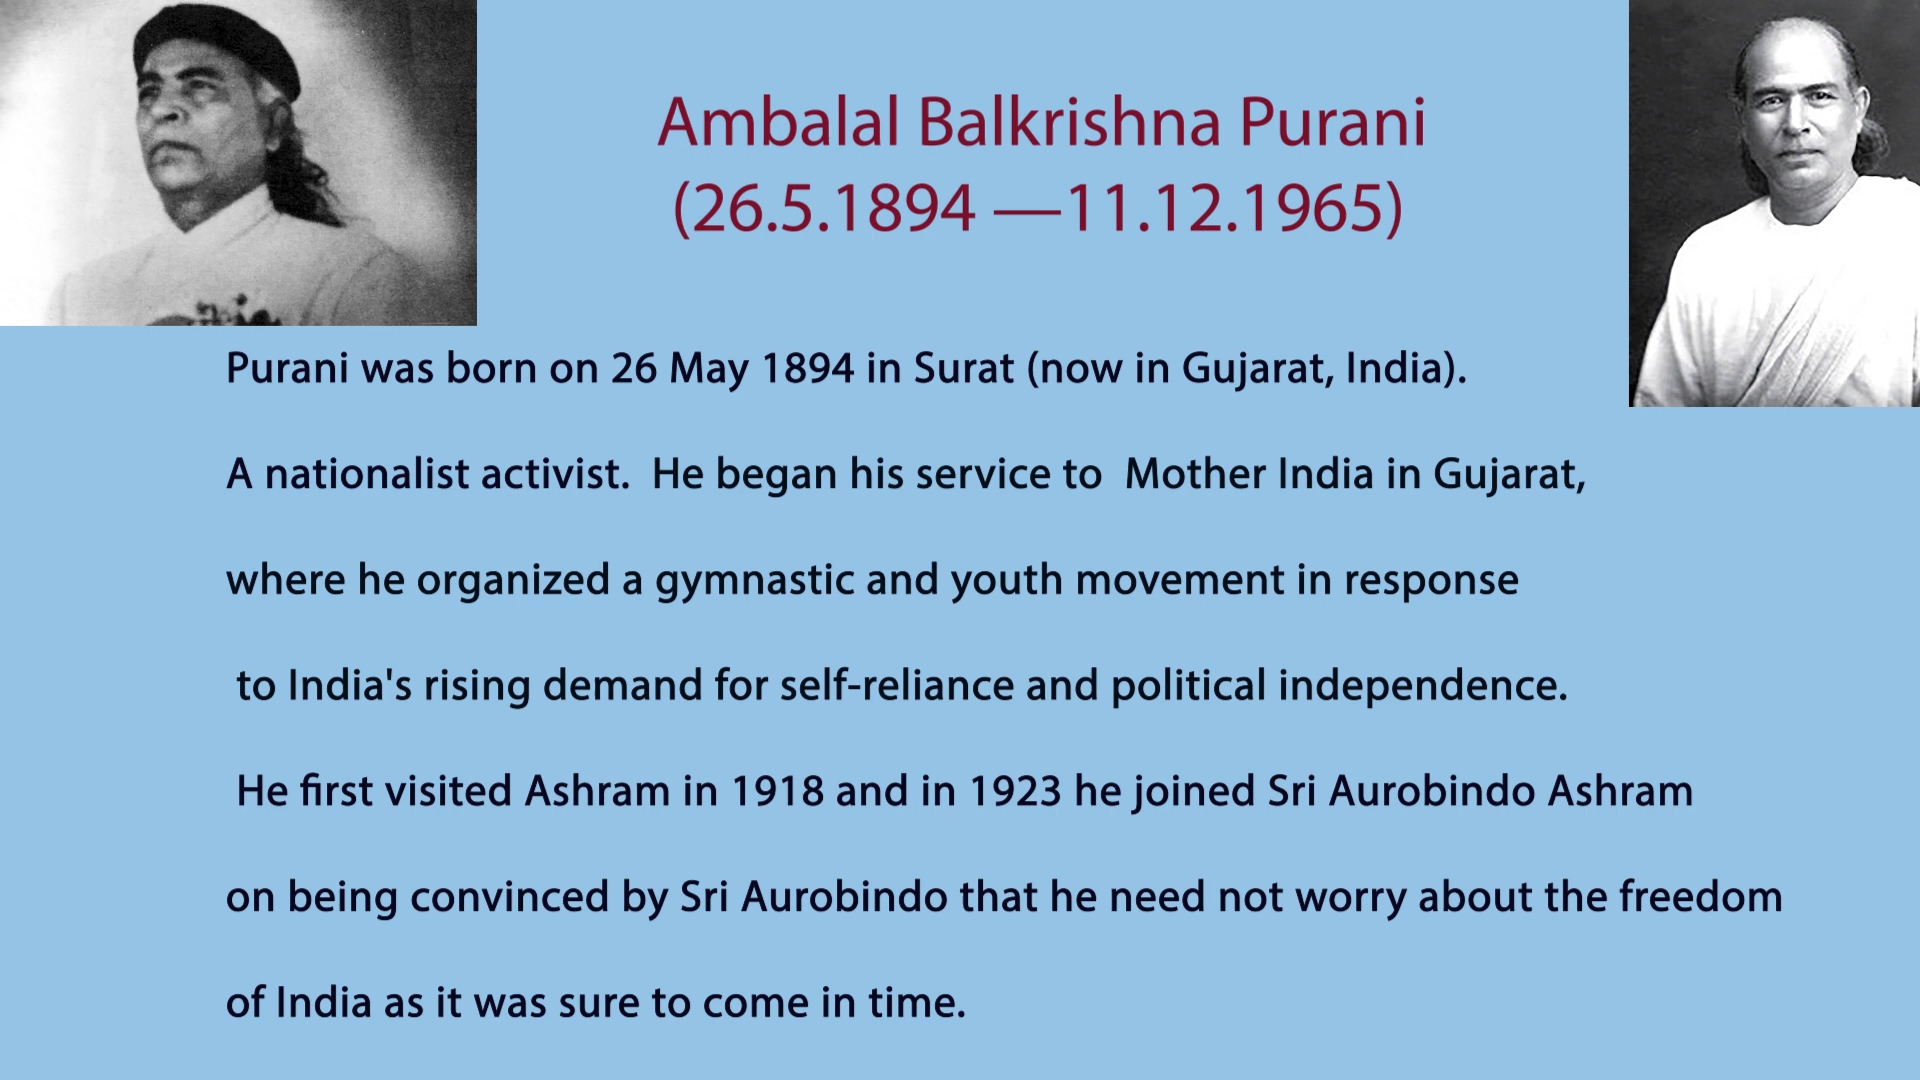 Ambalal Balkrishna Purani
(26.5.1894 —11.12.1965)
Purani was born on 26 May 1894 in Surat (now in Gujarat, India).
A nationalist activist.  He began his service to  Mother India in Gujarat,
where he organized a gymnastic and youth movement in response
to India's rising demand for self-reliance and political independence.
He first visited Ashram in 1918 and in 1923 he joined Sri Aurobindo Ashram
on being convinced by Sri Aurobindo that he need not worry about the freedom
of India as it was sure to come in time.